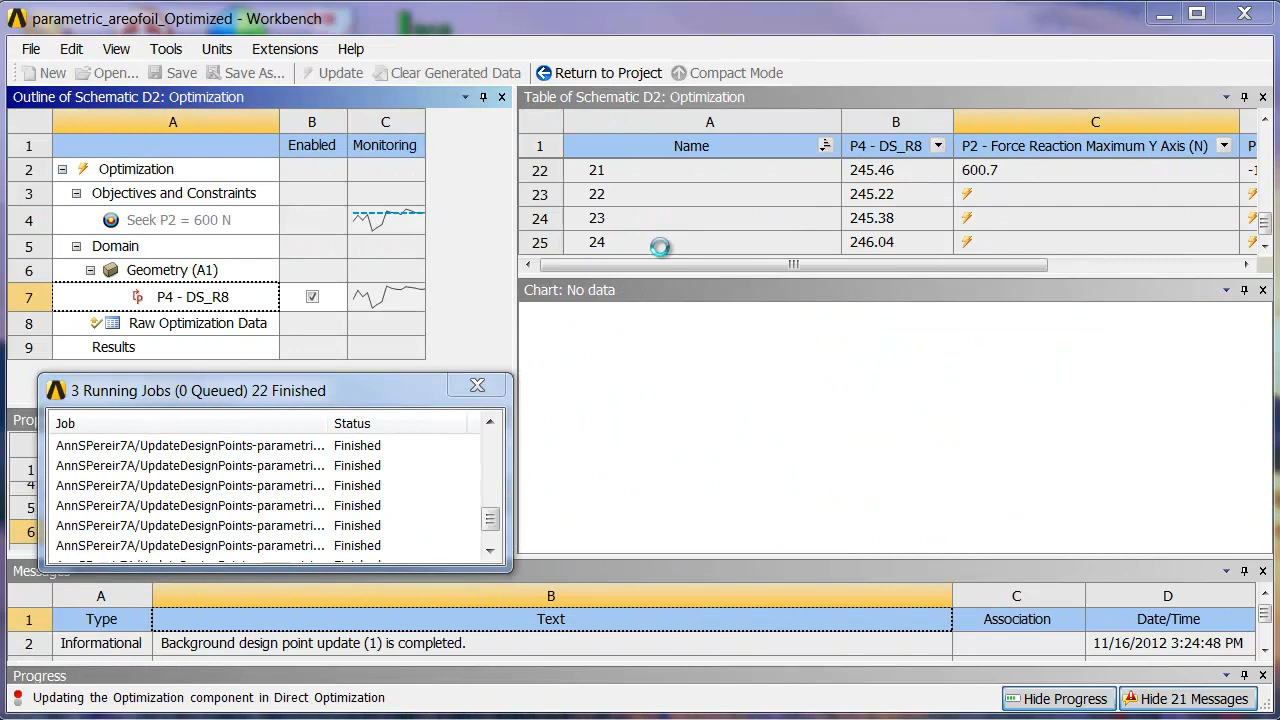 parametric_areofoil_Optimized - Workbench
File Edit View Tools Units Extensions Help
New Open... Save Save As... Update Clear Generated Data Return to Project Compact Mode
Outline of Schematic D2: Optimization
A B C
1 Enabled Monitoring
2 Optimization
3 Objectives and Constraints
4 Seek P2 = 600 N
5 Domain
6 Geometry (A1)
7 P4 - DS_R8
8 Raw Optimization Data
9 Results
Table of Schematic D2: Optimization
A B C
1 Name P4 - DS_R8 P2 - Force Reaction Maximum Y Axis (N) P
22 21 245.46 600.7 -1
23 22 245.22
24 23 245.38
25 24 246.04
Chart: No data
3 Running Jobs (0 Queued) 22 Finished
Job Status
AnnSPereir7A/UpdateDesignPoints-parametri... Finished
AnnSPereir7A/UpdateDesignPoints-parametri... Finished
AnnSPereir7A/UpdateDesignPoints-parametri... Finished
AnnSPereir7A/UpdateDesignPoints-parametri... Finished
AnnSPereir7A/UpdateDesignPoints-parametri... Finished
AnnSPereir7A/UpdateDesignPoints-parametri... Finished
Prop
1
4
5
6
Messages
A B C D
1 Type Text Association Date/Time
2 Informational Background design point update (1) is completed. 11/16/2012 3:24:48 PM
Progress
Updating the Optimization component in Direct Optimization Hide Progress Hide 21 Messages